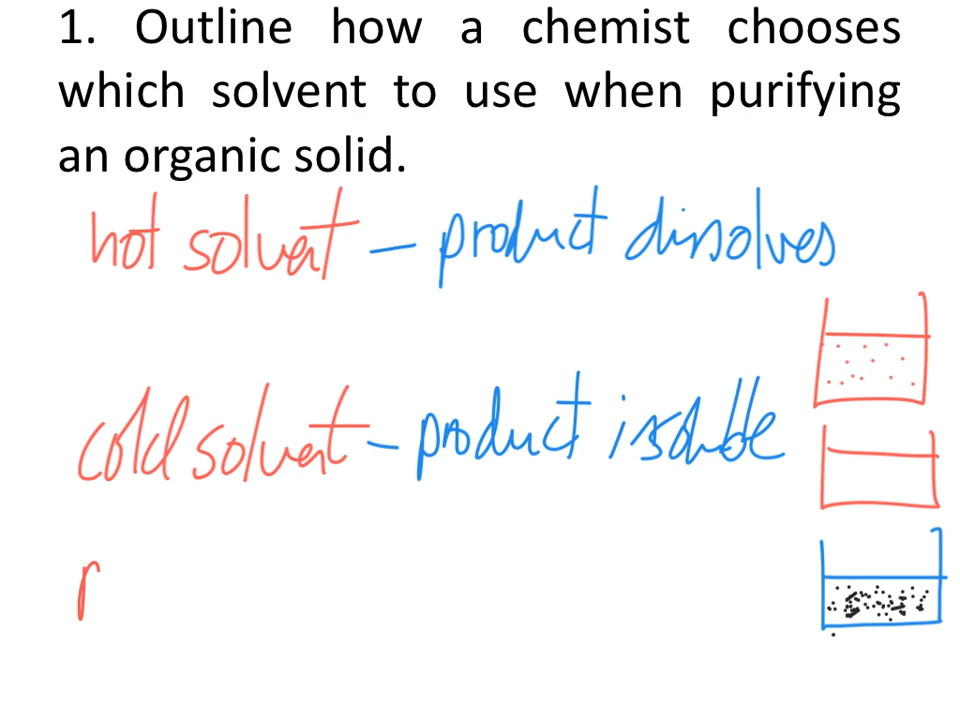 1. Outline how a chemist chooses
which solvent to use when purifying
an organic solid.
hot solvent – product dissolves
cold solvent – product isoluble
r